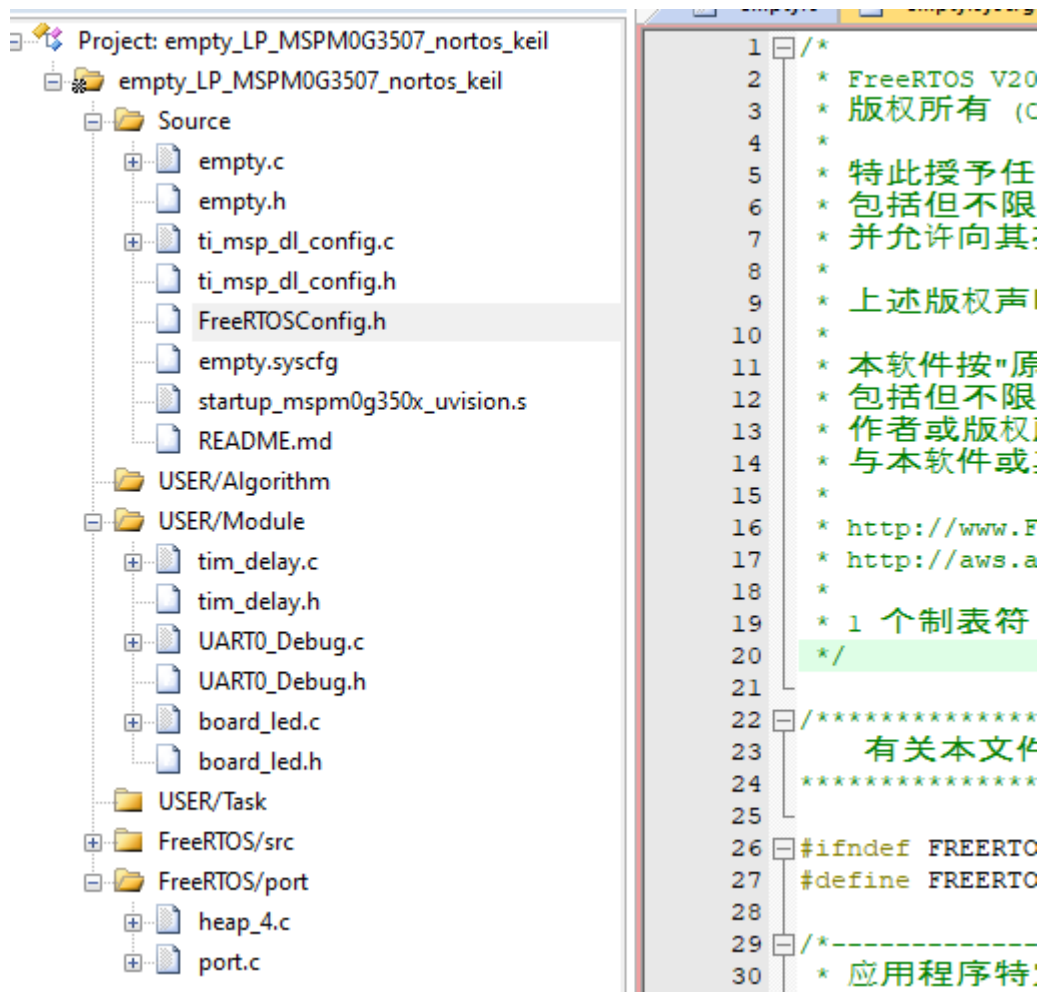 Project: empty_LP_MSPM0G3507_nortos_keil
empty_LP_MSPM0G3507_nortos_keil
Source
empty.c
empty.h
ti_msp_dl_config.c
ti_msp_dl_config.h
FreeRTOSConfig.h
empty.syscfg
startup_mspm0g350x_uvision.s
README.md
USER/Algorithm
USER/Module
tim_delay.c
tim_delay.h
UART0_Debug.c
UART0_Debug.h
board_led.c
board_led.h
USER/Task
FreeRTOS/src
FreeRTOS/port
heap_4.c
port.c
1 /*
2 * FreeRTOS V20
3 * 版权所有 (C
4 *
5 * 特此授予任
6 * 包括但不限
7 * 并允许向其
8 *
9 * 上述版权声
10 *
11 * 本软件按"原
12 * 包括但不限
13 * 作者或版权
14 * 与本软件或
15 *
16 * http://www.F
17 * http://aws.a
18 *
19 * 1 个制表符
20 */
21
22 /**************
23 有关本文件
24 ***************
25
26 #ifndef FREERTO
27 #define FREERTO
28
29 /*-------------
30 * 应用程序特